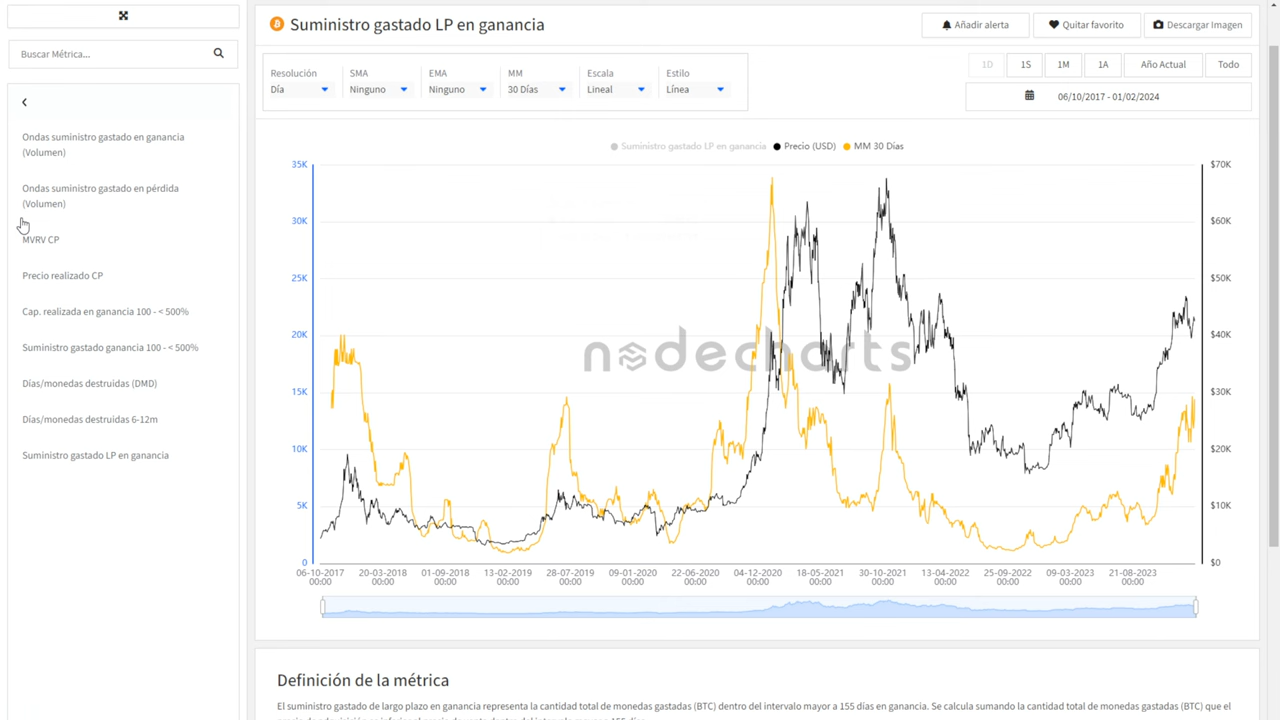 Buscar Métrica...
Ondas suministro gastado en ganancia
(Volumen)
Ondas suministro gastado en pérdida
(Volumen)
MVRV CP
Precio realizado CP
Cap. realizada en ganancia 100 - < 500%
Suministro gastado ganancia 100 - < 500%
Días/monedas destruidas (DMD)
Días/monedas destruidas 6-12m
Suministro gastado LP en ganancia
Suministro gastado LP en ganancia
Añadir alerta
Quitar favorito
Descargar Imagen
Resolución SMA EMA MM Escala Estilo
Día Ninguno Ninguno 30 Días Lineal Línea
1D 1S 1M 1A Año Actual Todo
06/10/2017 - 01/02/2024
Suministro gastado LP en ganancia Precio (USD) MM 30 Días
35K $70K
30K $60K
25K $50K
20K $40K
nodecharts
15K $30K
10K $20K
5K $10K
0 $0
06-10-2017 20-03-2018 01-09-2018 13-02-2019 28-07-2019 09-01-2020 22-06-2020 04-12-2020 18-05-2021 30-10-2021 13-04-2022 25-09-2022 09-03-2023 21-08-2023
00:00 00:00 00:00 00:00 00:00 00:00 00:00 00:00 00:00 00:00 00:00 00:00 00:00 00:00
Definición de la métrica
El suministro gastado de largo plazo en ganancia representa la cantidad total de monedas gastadas (BTC) dentro del intervalo mayor a 155 días en ganancia. Se calcula sumando la cantidad total de monedas gastadas (BTC) que el